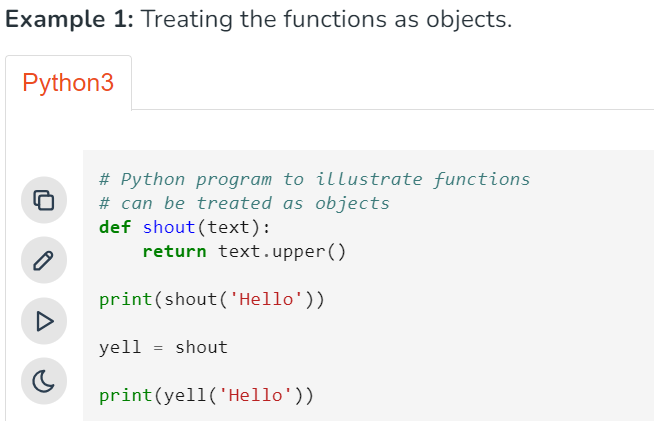 Example 1: Treating the functions as objects.
Python3
# Python program to illustrate functions
# can be treated as objects
def shout(text):
    return text.upper()
print(shout('Hello'))
yell = shout
print(yell('Hello'))